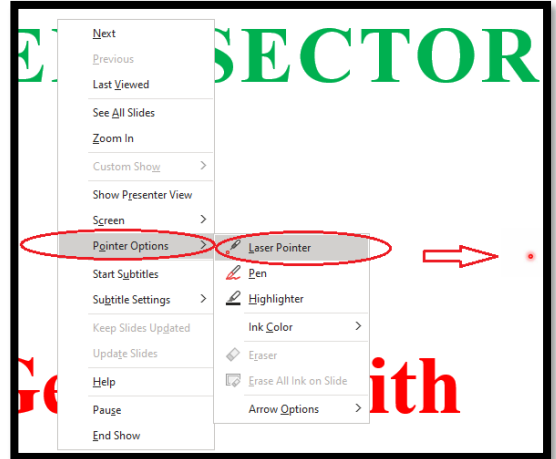 SECTOR
Next
Previous
Last Viewed
See All Slides
Zoom In
Custom Show
Show Presenter View
Screen
Pointer Options
Start Subtitles
Subtitle Settings
Keep Slides Updated
Update Slides
Help
Pause
End Show
Laser Pointer
Pen
Highlighter
Ink Color
Eraser
Erase All Ink on Slide
Arrow Options
Ge
ith